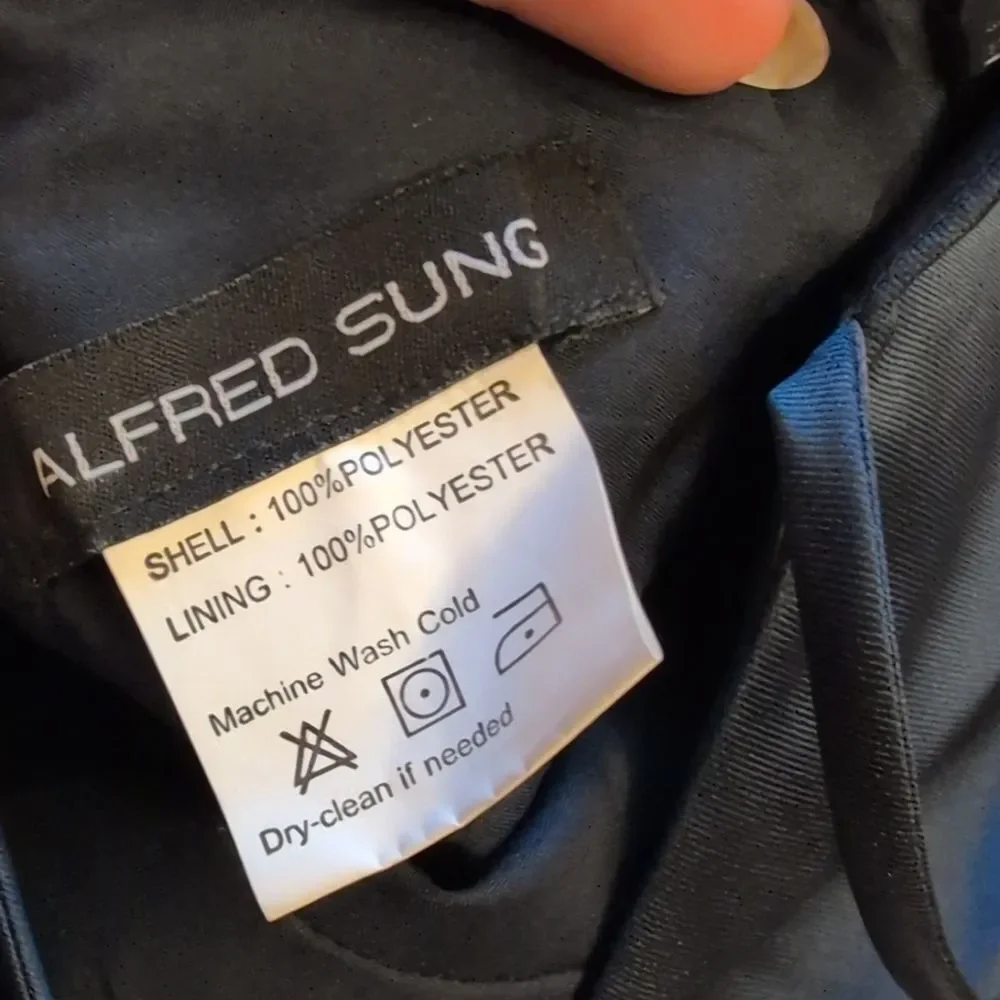 ALFRED SUNG
SHELL : 100%POLYESTER
LINING : 100%POLYESTER
Machine Wash Cold
Dry-clean if needed